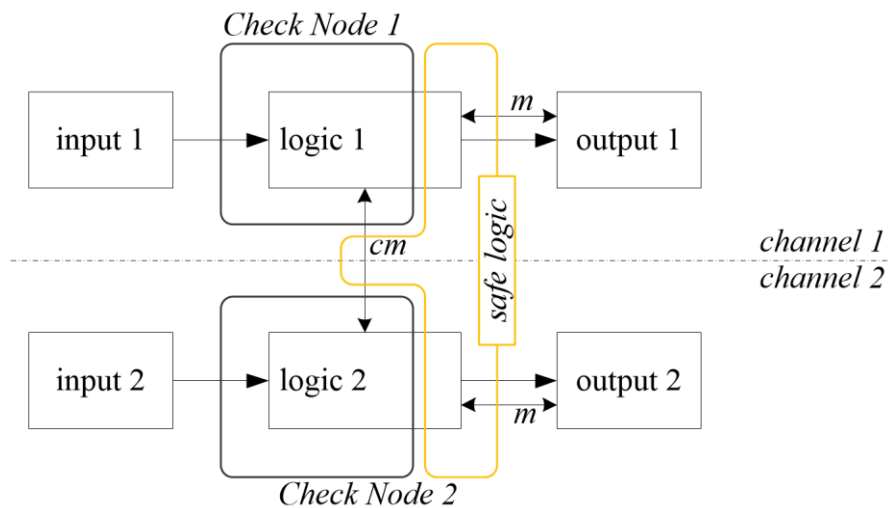 Check Node 1
input 1
logic 1
m
output 1
cm
safe logic
channel 1
channel 2
input 2
logic 2
output 2
m
Check Node 2